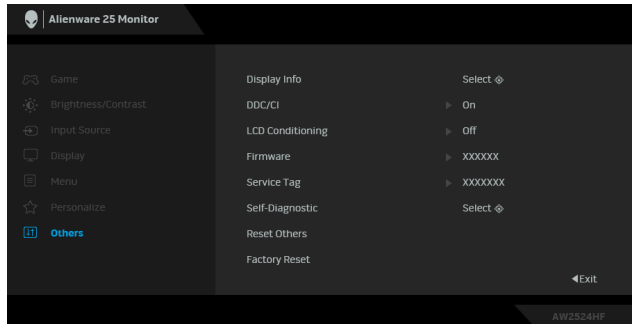 Alienware 25 Monitor
Game
Brightness/Contrast
Input Source
Display
Menu
Personalize
Others
Display Info Select
DDC/CI On
LCD Conditioning Off
Firmware XXXXXX
Service Tag XXXXXXX
Self-Diagnostic Select
Reset Others
Factory Reset
Exit
AW2524HF